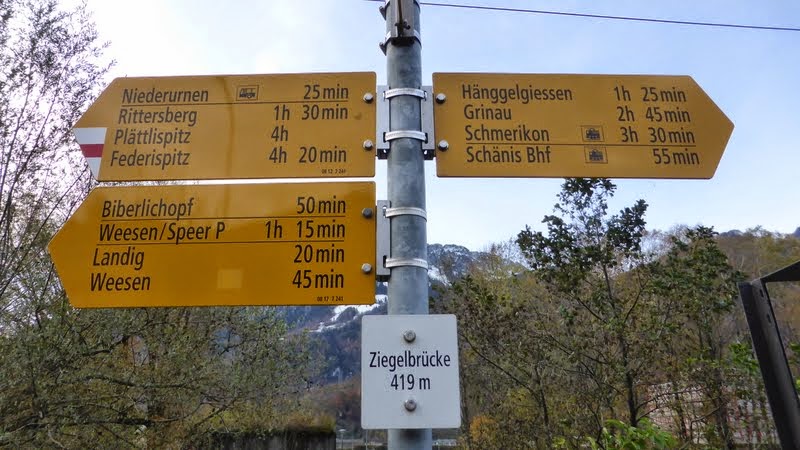 Niederurnen 25 min
Rittersberg 1h 30 min
Plättlispitz 4h
Federispitz 4h 20 min
Biberlichopf 50 min
Weesen/Speer P 1h 15 min
Landig 20 min
Weesen 45 min
Hänggelgiessen 1h 25 min
Grinau 2h 45 min
Schmerikon 3h 30 min
Schänis Bhf 55 min
Ziegelbrücke
419 m